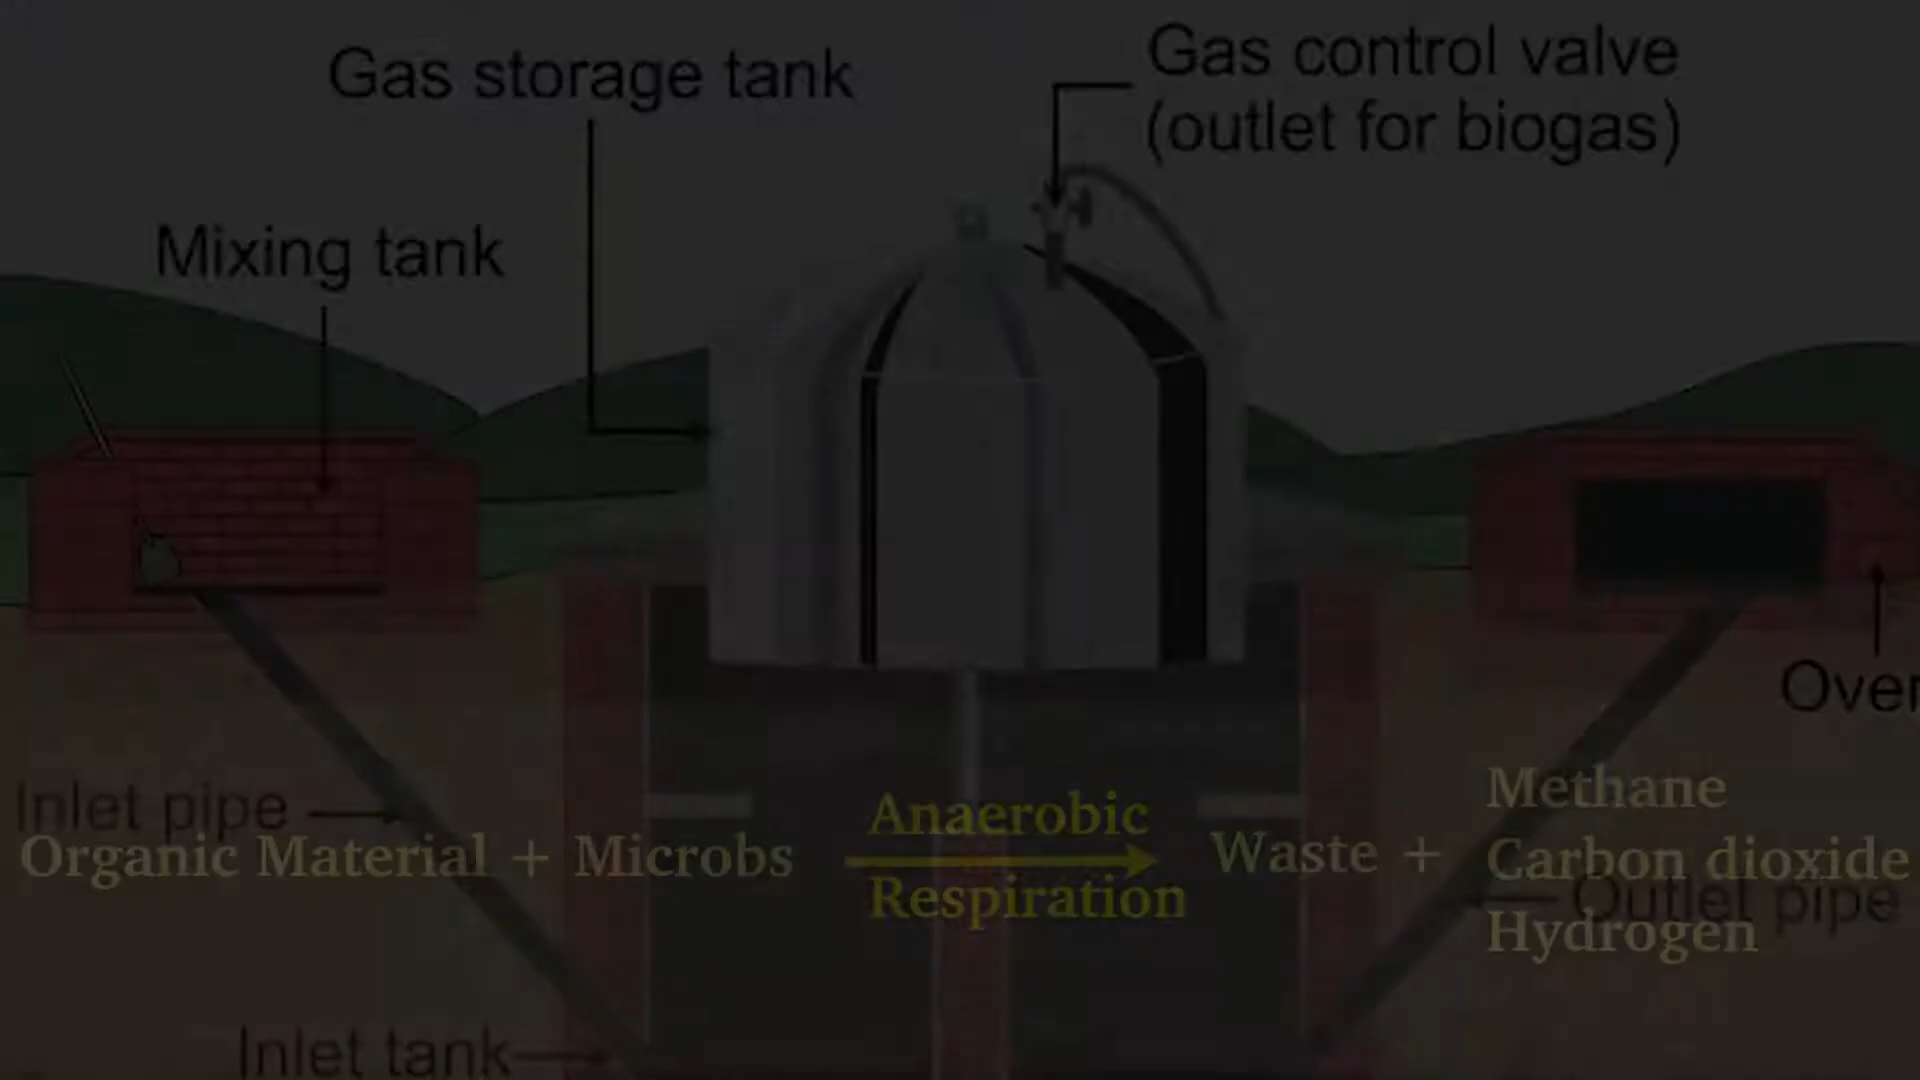 Gas storage tank
Gas control valve
(outlet for biogas)
Mixing tank
Over
Inlet pipe
Organic Material + Microbs
Anaerobic
Respiration
Waste +
Methane
Carbon dioxide
Hydrogen
Outlet pipe
Inlet tank